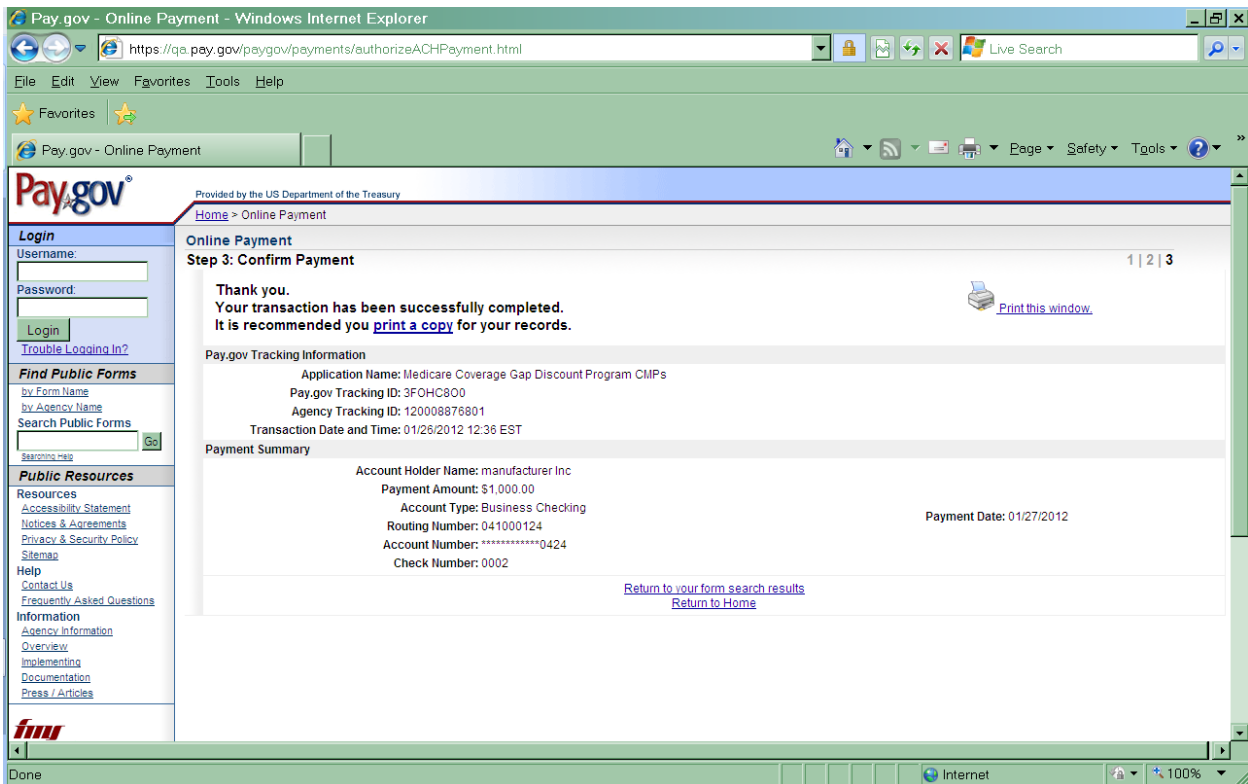 Pay.gov - Online Payment - Windows Internet Explorer
https://qa.pay.gov/paygov/payments/authorizeACHPayment.html
Live Search
File Edit View Favorites Tools Help
Favorites
Pay.gov - Online Payment
Page Safety Tools »
Pay.gov®
Provided by the US Department of the Treasury
Home > Online Payment
Login
Username:
Password:
Login
Trouble Logging In?
Find Public Forms
by Form Name
by Agency Name
Search Public Forms
Go
Searching Help
Public Resources
Resources
Accessibility Statement
Notices & Agreements
Privacy & Security Policy
Sitemap
Help
Contact Us
Frequently Asked Questions
Information
Agency Information
Overview
Implementing
Documentation
Press / Articles
fms
Online Payment
Step 3: Confirm Payment 1 | 2 | 3
Thank you.
Your transaction has been successfully completed.
It is recommended you print a copy for your records.
Print this window.
Pay.gov Tracking Information
Application Name: Medicare Coverage Gap Discount Program CMPs
Pay.gov Tracking ID: 3FOHC8O0
Agency Tracking ID: 120008876801
Transaction Date and Time: 01/26/2012 12:36 EST
Payment Summary
Account Holder Name: manufacturer Inc
Payment Amount: $1,000.00
Account Type: Business Checking
Payment Date: 01/27/2012
Routing Number: 041000124
Account Number: ************0424
Check Number: 0002
Return to your form search results
Return to Home
Done
Internet
100%